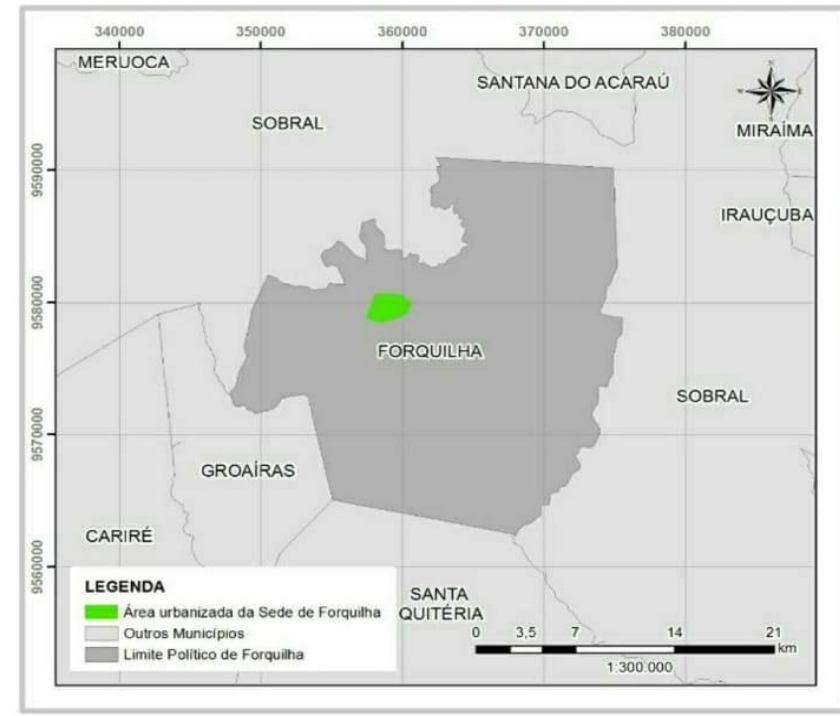 340000 350000 360000 370000 380000
MERUOCA
SANTANA DO ACARAÚ
SOBRAL
MIRAÍMA
9590000
IRAUÇUBA
9580000
FORQUILHA
SOBRAL
9570000
GROAÍRAS
CARIRÉ
9560000
LEGENDA
Área urbanizada da Sede de Forquilha
Outros Municípios
Limite Político de Forquilha
SANTA
QUITÉRIA
0 3,5 7 14 21
km
1:300.000